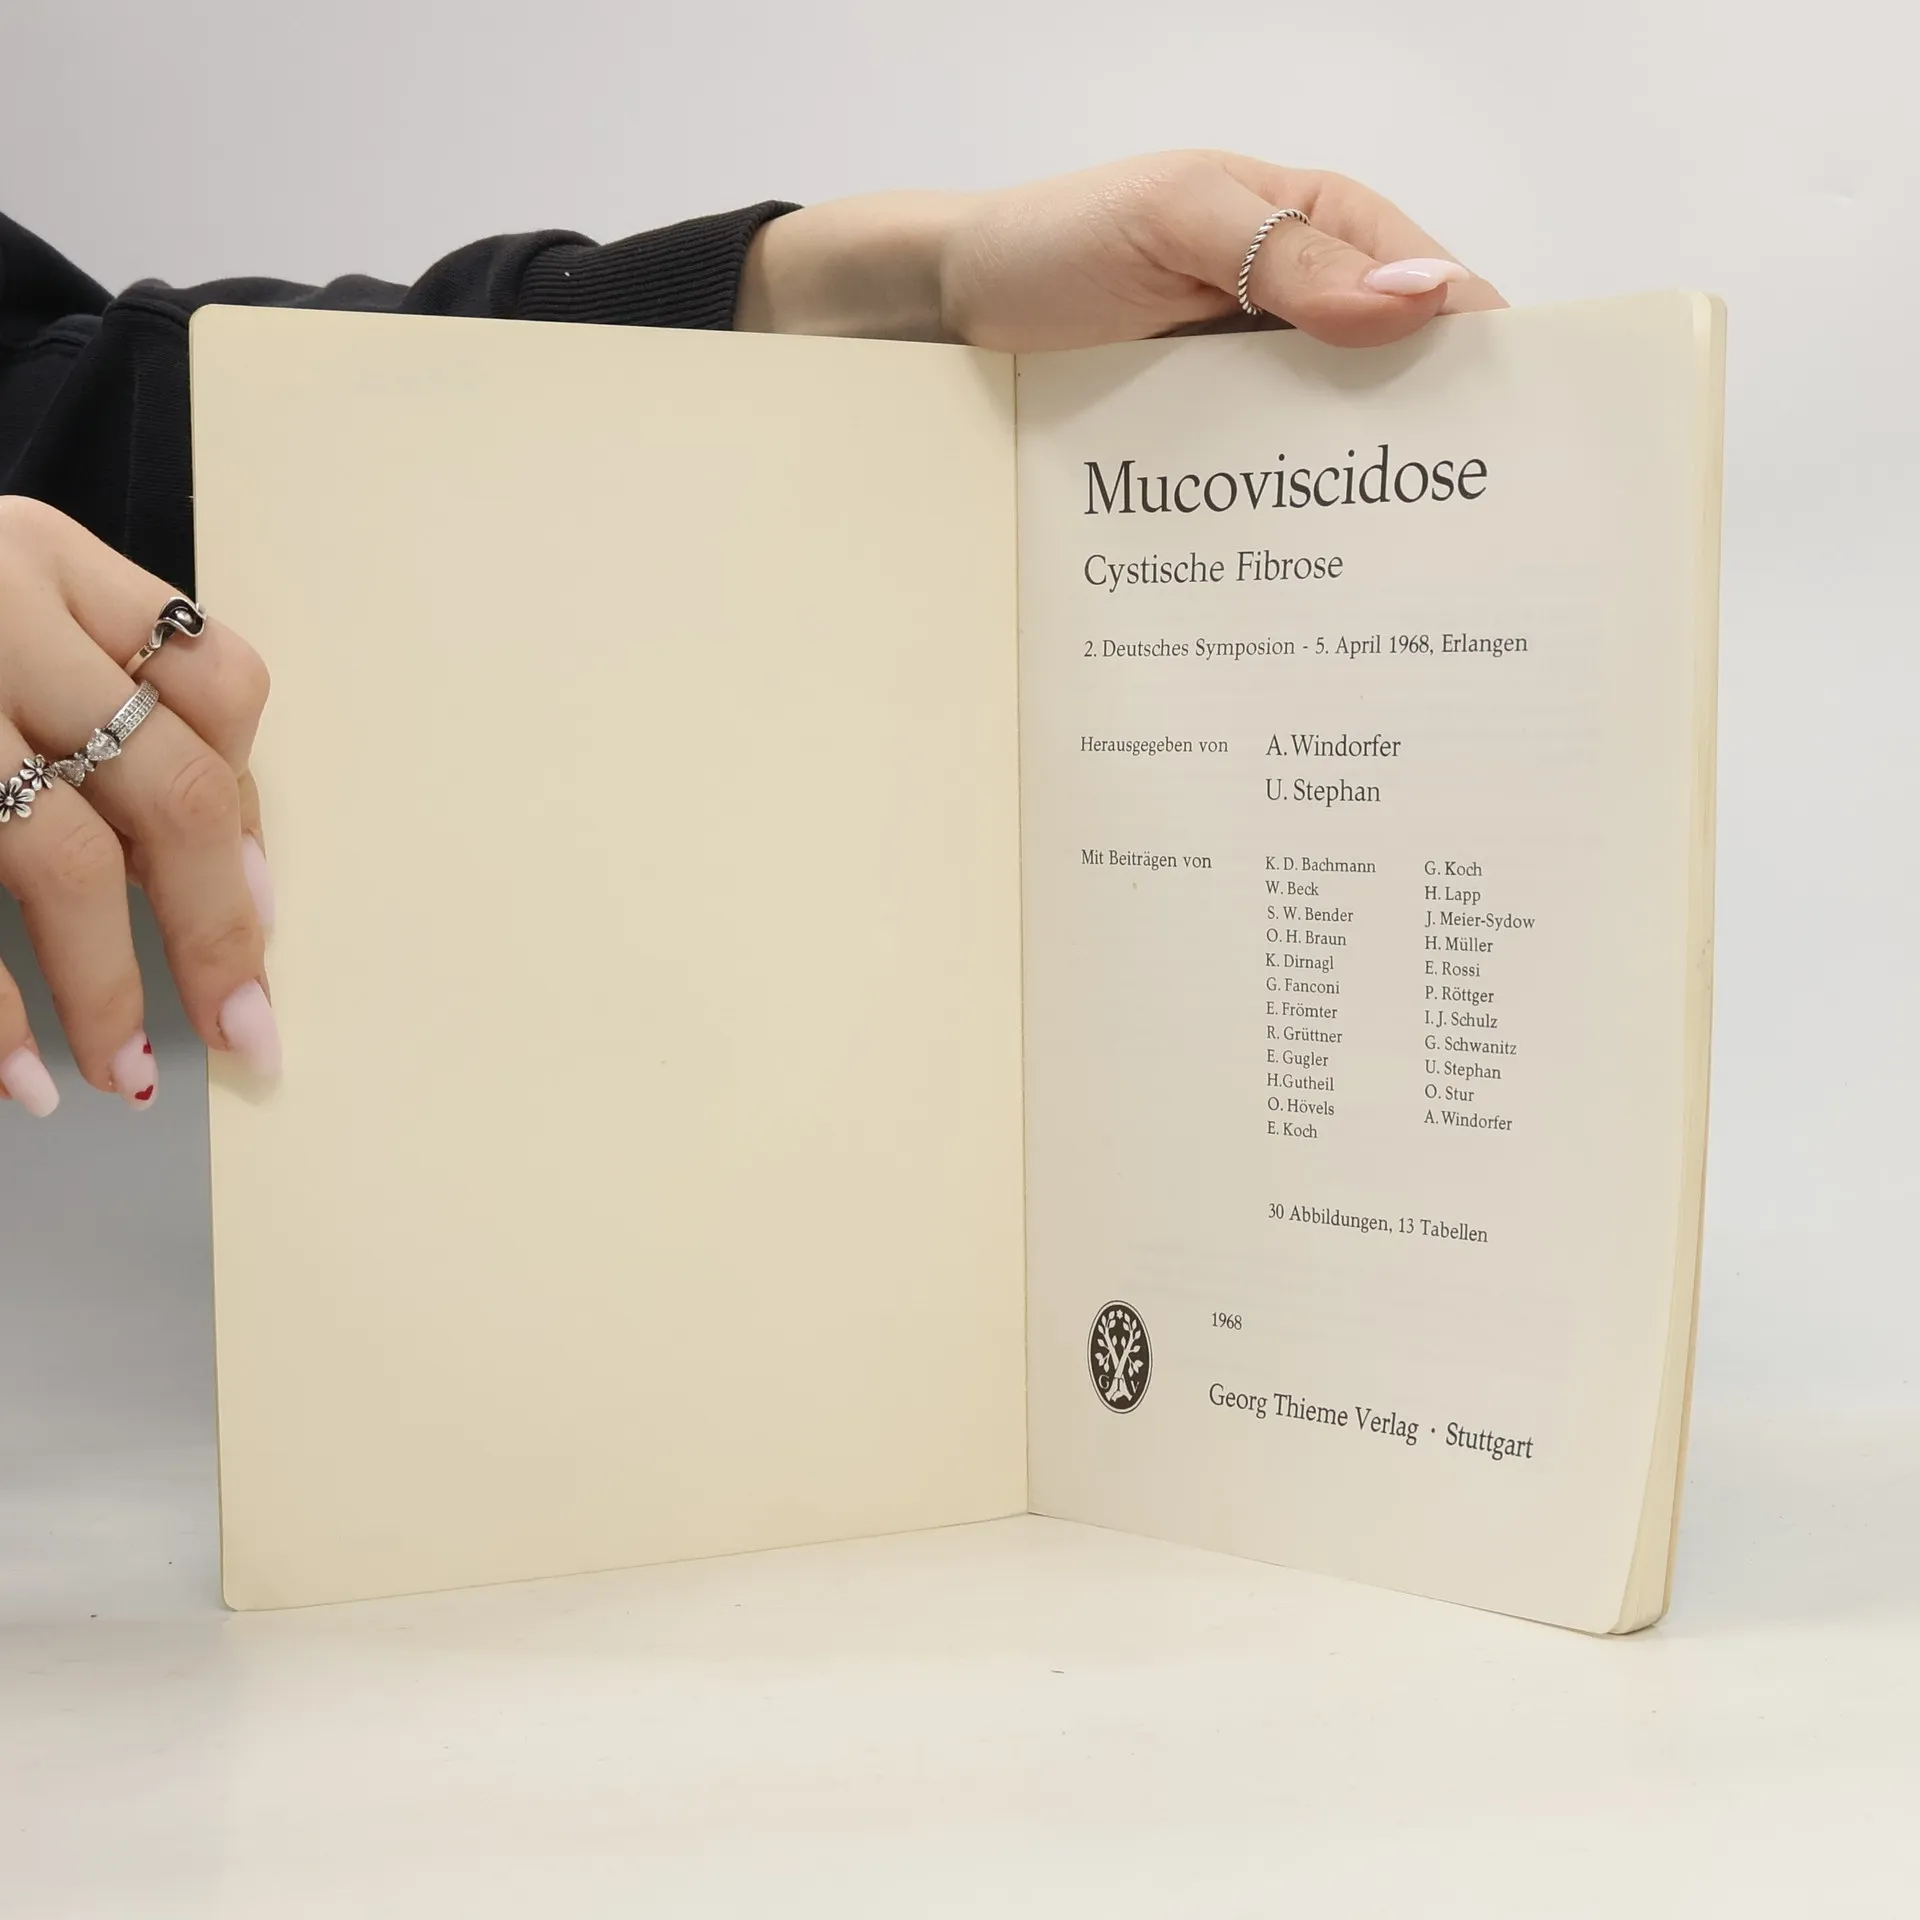 Mucoviscidose
Cystische Fibrose
2. Deutsches Symposion - 5. April 1968, Erlangen
Herausgegeben von A. Windorfer
U. Stephan
Mit Beiträgen von
K. D. Bachmann
W. Beck
S. W. Bender
O. H. Braun
K. Dirnagl
G. Fanconi
E. Frömter
R. Grüttner
E. Gugler
H.Gutheil
O. Hövels
E. Koch
G. Koch
H. Lapp
J. Meier-Sydow
H. Müller
E. Rossi
P. Röttger
I. J. Schulz
G. Schwanitz
U. Stephan
O. Stur
A. Windorfer
30 Abbildungen, 13 Tabellen
GTV
1968
Georg Thieme Verlag · Stuttgart